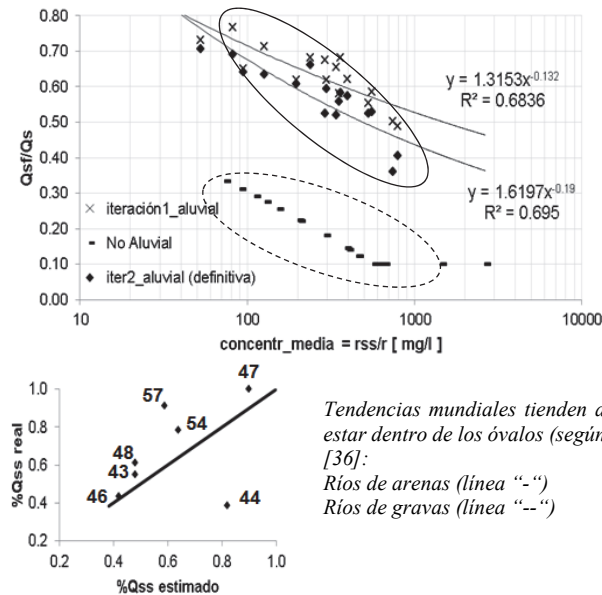 0.80
0.70
0.60
0.50
0.40
0.30
0.20
0.10
0.00
Qsf/Qs
y = 1.3153x^-0.132
R² = 0.6836
y = 1.6197x^-0.19
R² = 0.695
× iteración1_aluvial
- No Aluvial
◆ iter2_aluvial (definitiva)
10 100 1000 10000
concentr_media = rss/r [ mg/l ]
1.0
0.8
0.6
0.4
0.2
%Qss real
47
57
54
48
43
46
44
0.2 0.4 0.6 0.8 1.0
%Qss estimado
Tendencias mundiales tienden a
estar dentro de los óvalos (según
[36]:
Ríos de arenas (línea “-“)
Ríos de gravas (línea “--“)